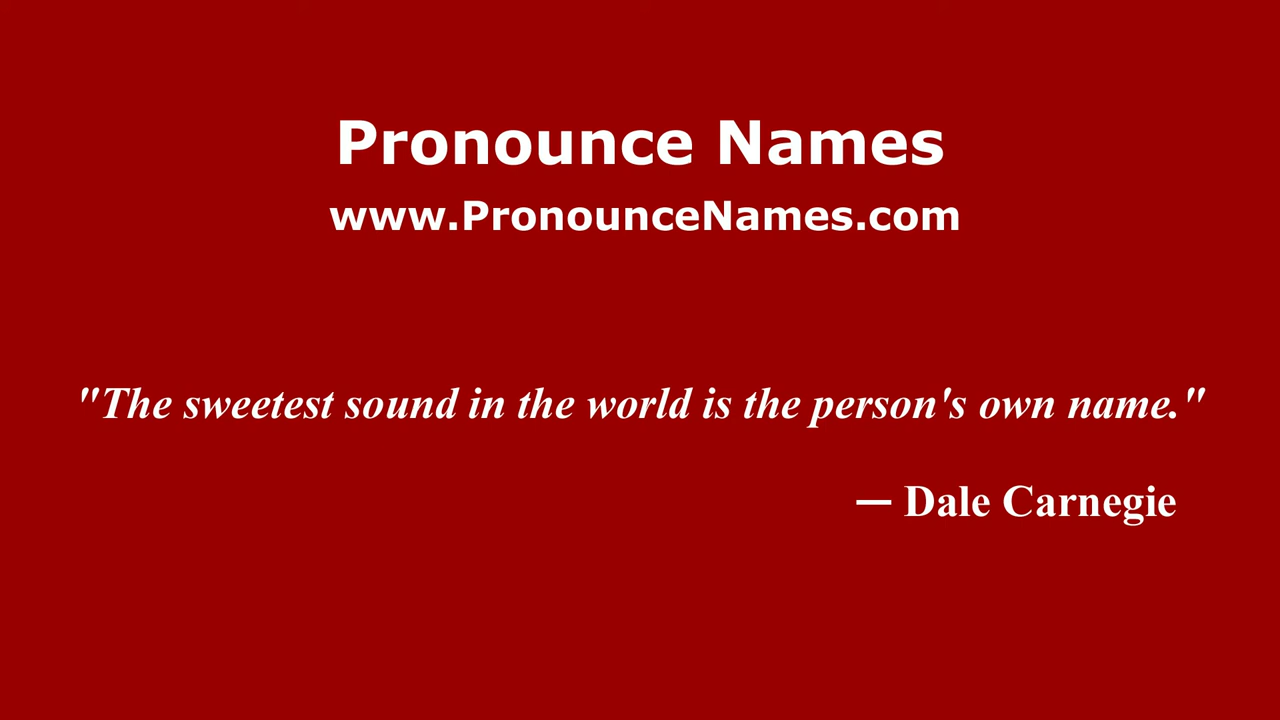 Pronounce Names
www.PronounceNames.com
"The sweetest sound in the world is the person's own name."
— Dale Carnegie